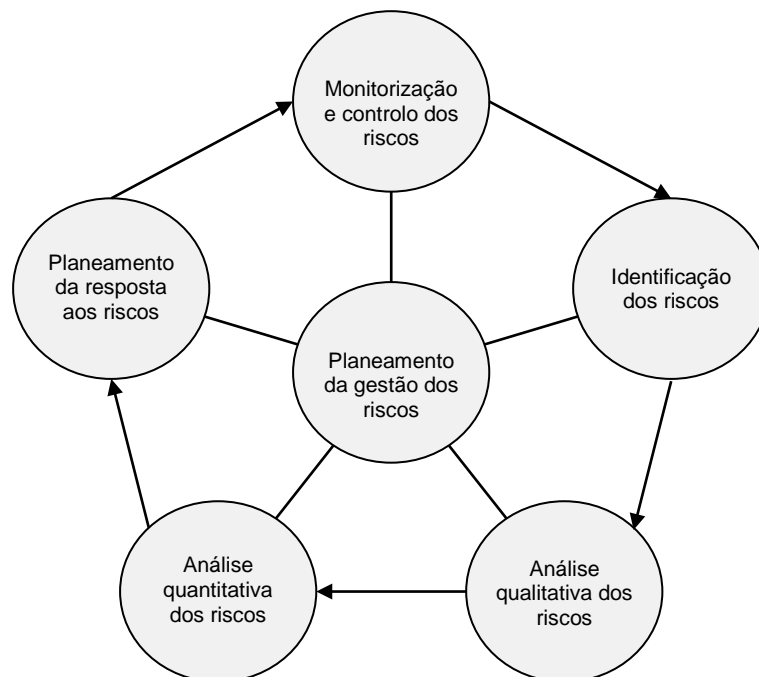 Monitorização
e controlo dos
riscos
Planeamento
da resposta
aos riscos
Identificação
dos riscos
Planeamento
da gestão dos
riscos
Análise
quantitativa
dos riscos
Análise
qualitativa dos
riscos